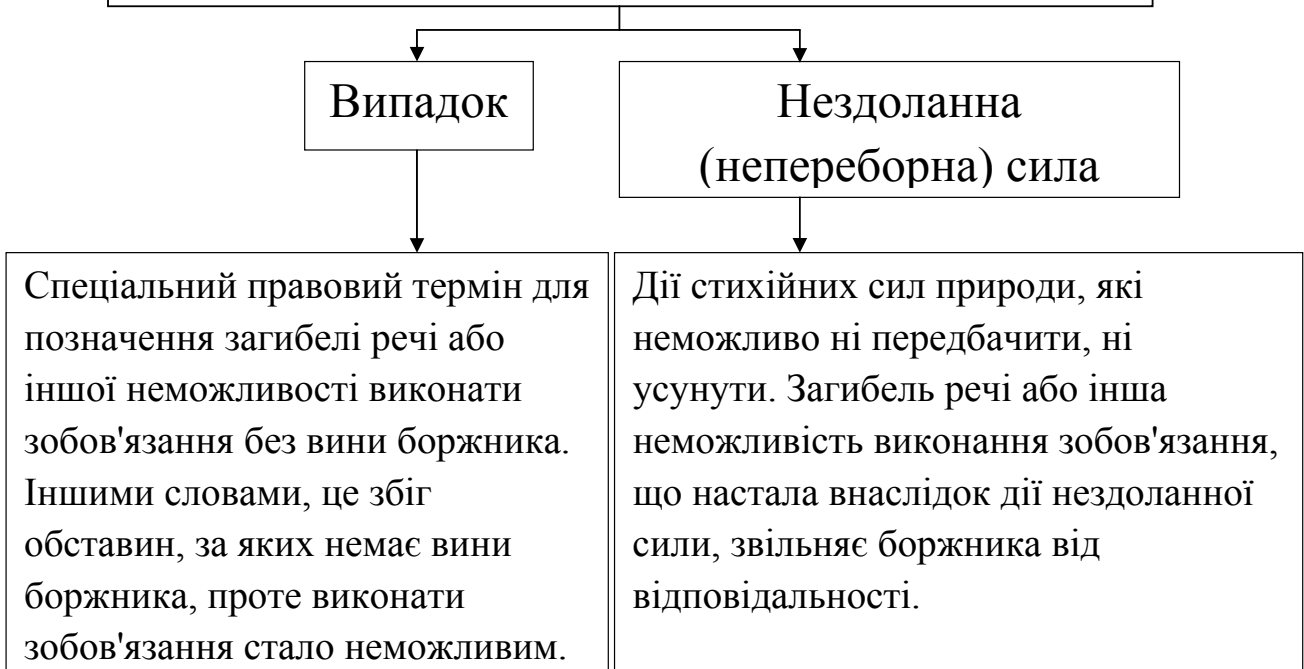 Випадок
Нездоланна
(непереборна) сила
Спеціальний правовий термін для
позначення загибелі речі або
іншої неможливості виконати
зобов'язання без вини боржника.
Іншими словами, це збіг
обставин, за яких немає вини
боржника, проте виконати
зобов'язання стало неможливим.
Дії стихійних сил природи, які
неможливо ні передбачити, ні
усунути. Загибель речі або інша
неможливість виконання зобов'язання,
що настала внаслідок дії нездоланної
сили, звільняє боржника від
відповідальності.